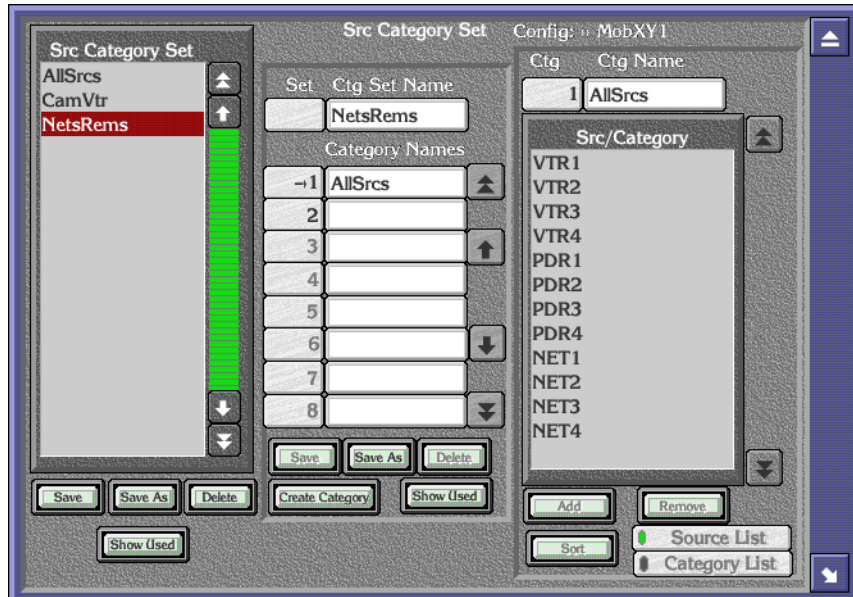 Src Category Set
Config: :: MobXY1
Src Category Set
AllSrcs
CamVtr
NetsRems
Save
Save As
Delete
Show Used
Set Ctg Set Name
NetsRems
Category Names
→1 AllSrcs
2
3
4
5
6
7
8
Save
Save As
Delete
Create Category
Show Used
Ctg Ctg Name
1 AllSrcs
Src/Category
VTR1
VTR2
VTR3
VTR4
PDR1
PDR2
PDR3
PDR4
NET1
NET2
NET3
NET4
Add
Remove
Sort
Source List
Category List